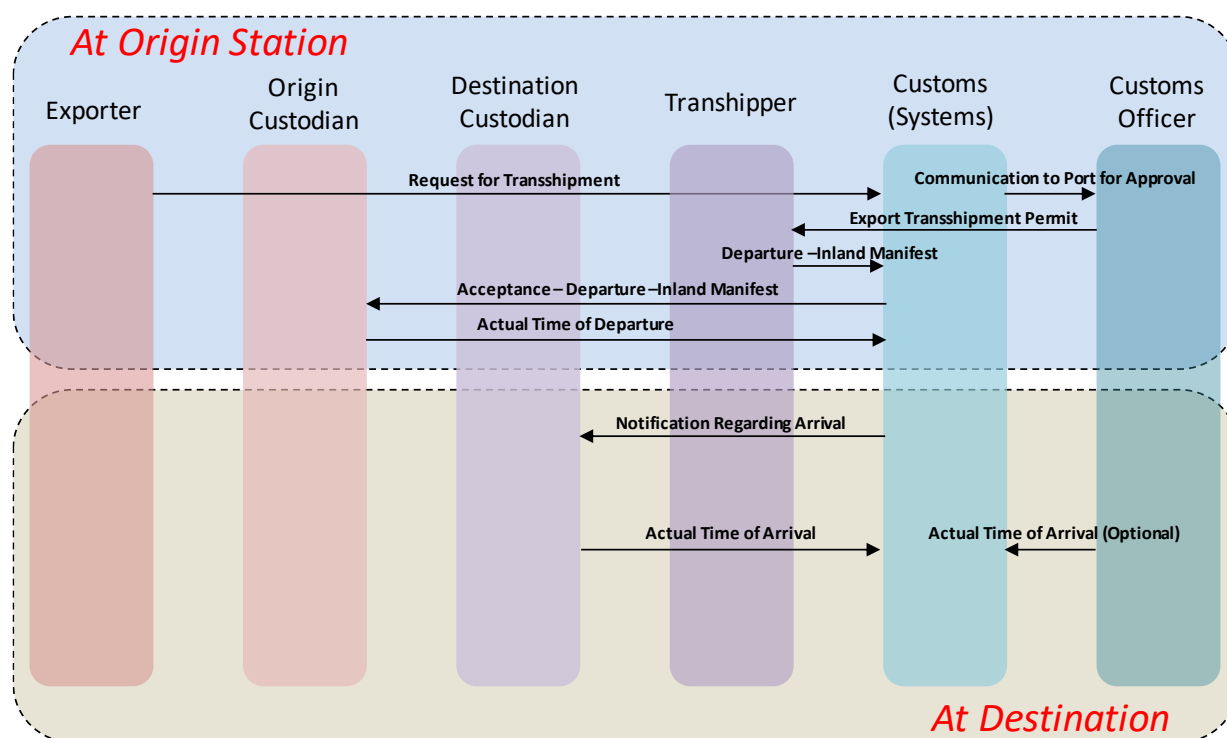 At Origin Station
Exporter
Origin
Custodian
Destination
Custodian
Transhipper
Customs
(Systems)
Customs
Officer
Request for Transshipment
Communication to Port for Approval
Export Transshipment Permit
Departure –Inland Manifest
Acceptance – Departure –Inland Manifest
Actual Time of Departure
Notification Regarding Arrival
Actual Time of Arrival
Actual Time of Arrival (Optional)
At Destination